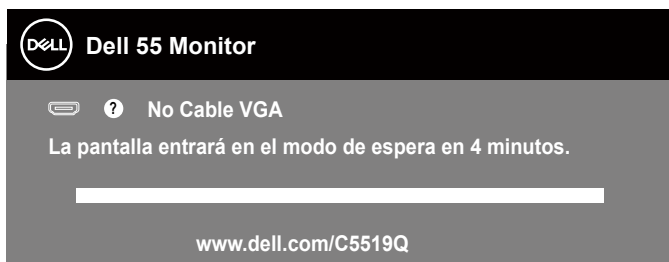 DELL Dell 55 Monitor
? No Cable VGA
La pantalla entrará en el modo de espera en 4 minutos.
www.dell.com/C5519Q